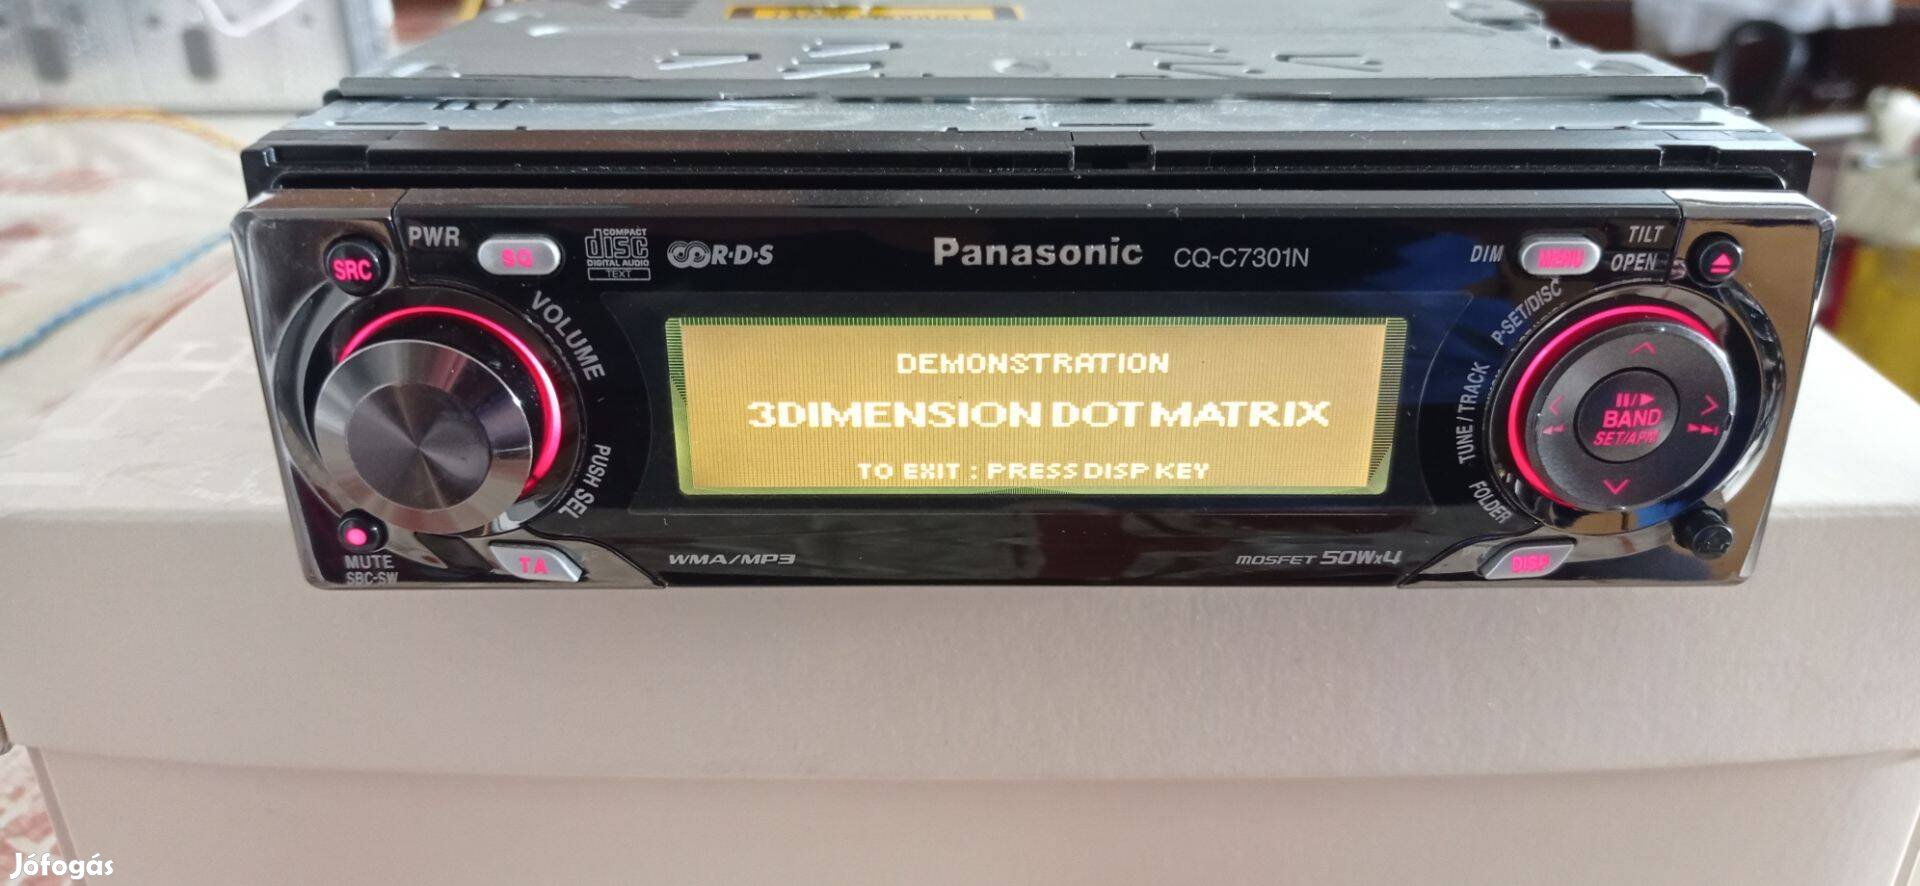 PWR
SRC
SQ
COMPACT
disc
DIGITAL AUDIO
TEXT
R·D·S
Panasonic CQ-C7301N
DIM MENU
TILT
OPEN
VOLUME
PUSH SEL
MUTE
SBC-SW
TA
DEMONSTRATION
3DIMENSION DOT MATRIX
TO EXIT : PRESS DISP KEY
WMA/MP3
MOSFET 50Wx4
P-SET/DISC
TUNE / TRACK
FOLDER
BAND
SET/APM
DISP
Jófogás